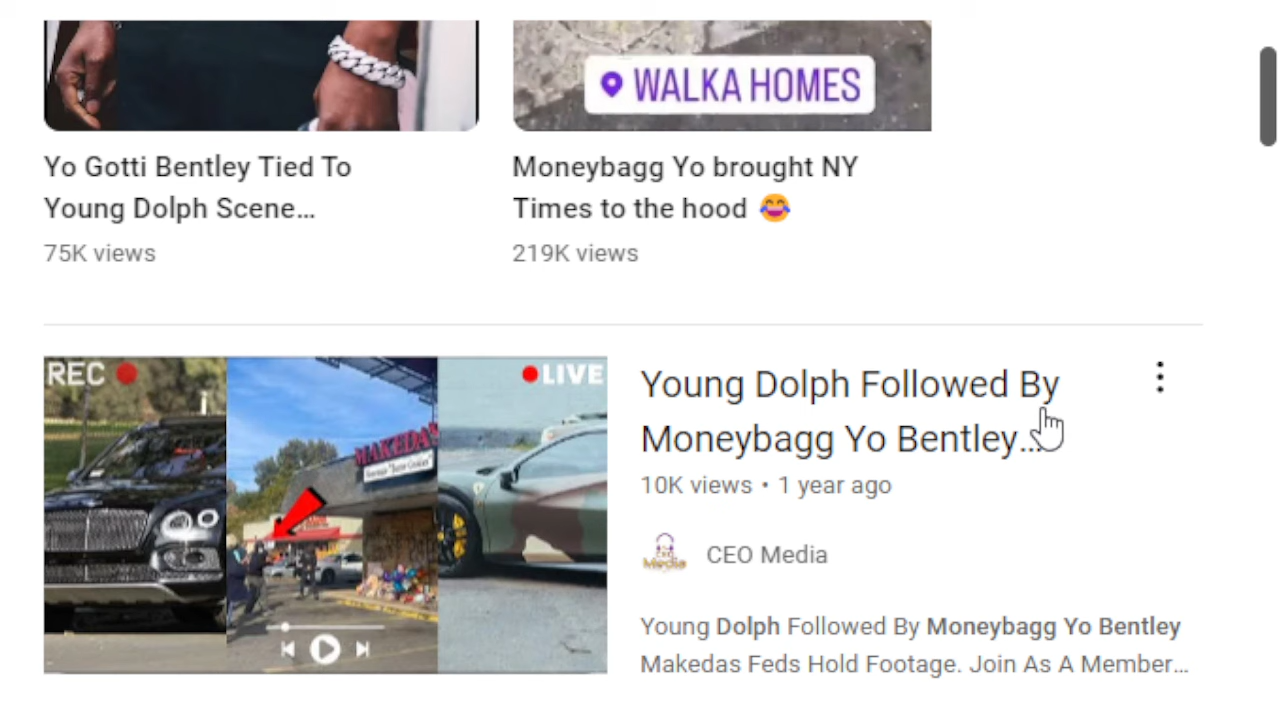 WALKA HOMES
Yo Gotti Bentley Tied To
Young Dolph Scene...
75K views
Moneybagg Yo brought NY
Times to the hood 😂
219K views
REC
LIVE
MAKEDAS
Young Dolph Followed By
Moneybagg Yo Bentley...
10K views • 1 year ago
Media
CEO Media
Young Dolph Followed By Moneybagg Yo Bentley
Makedas Feds Hold Footage. Join As A Member...